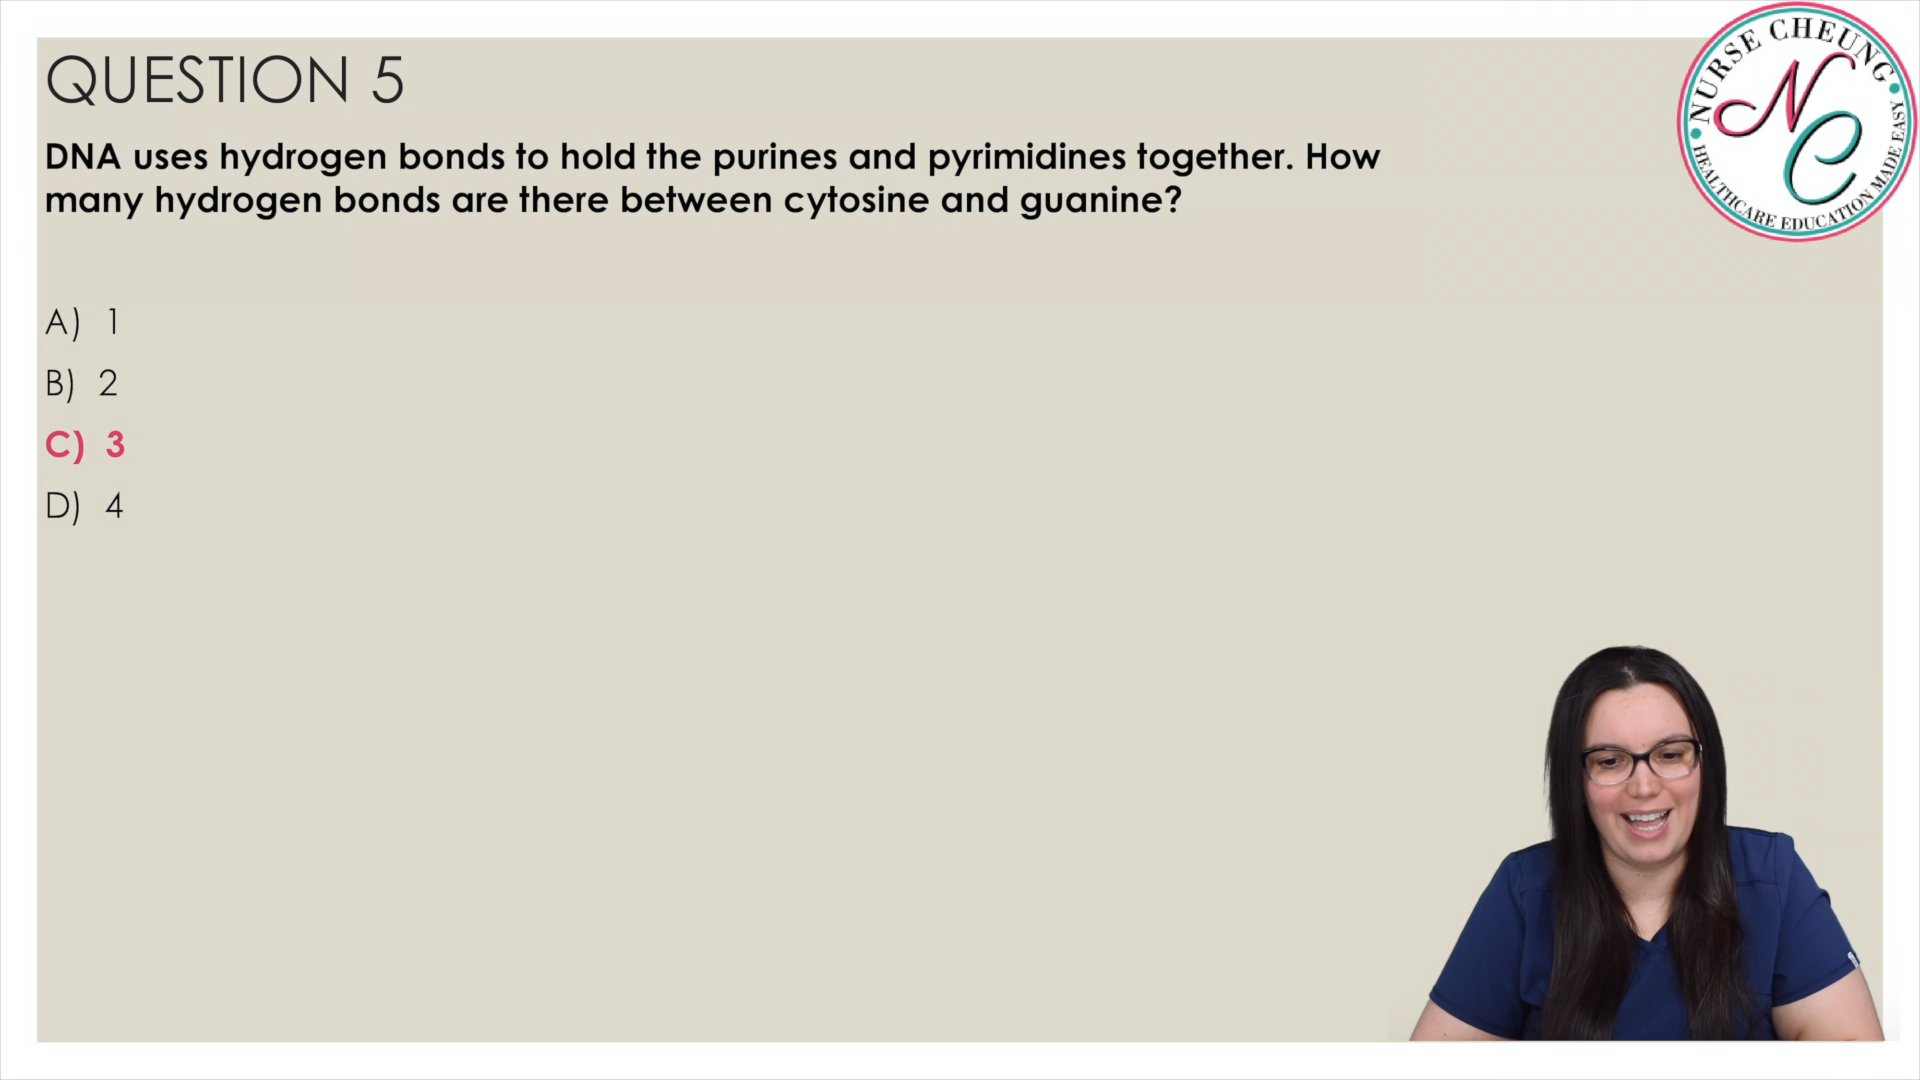 QUESTION 5
DNA uses hydrogen bonds to hold the purines and pyrimidines together. How
many hydrogen bonds are there between cytosine and guanine?
A) 1
B) 2
C) 3
D) 4
• NURSE CHEUNG •
NC
HEALTHCARE EDUCATION MADE EASY